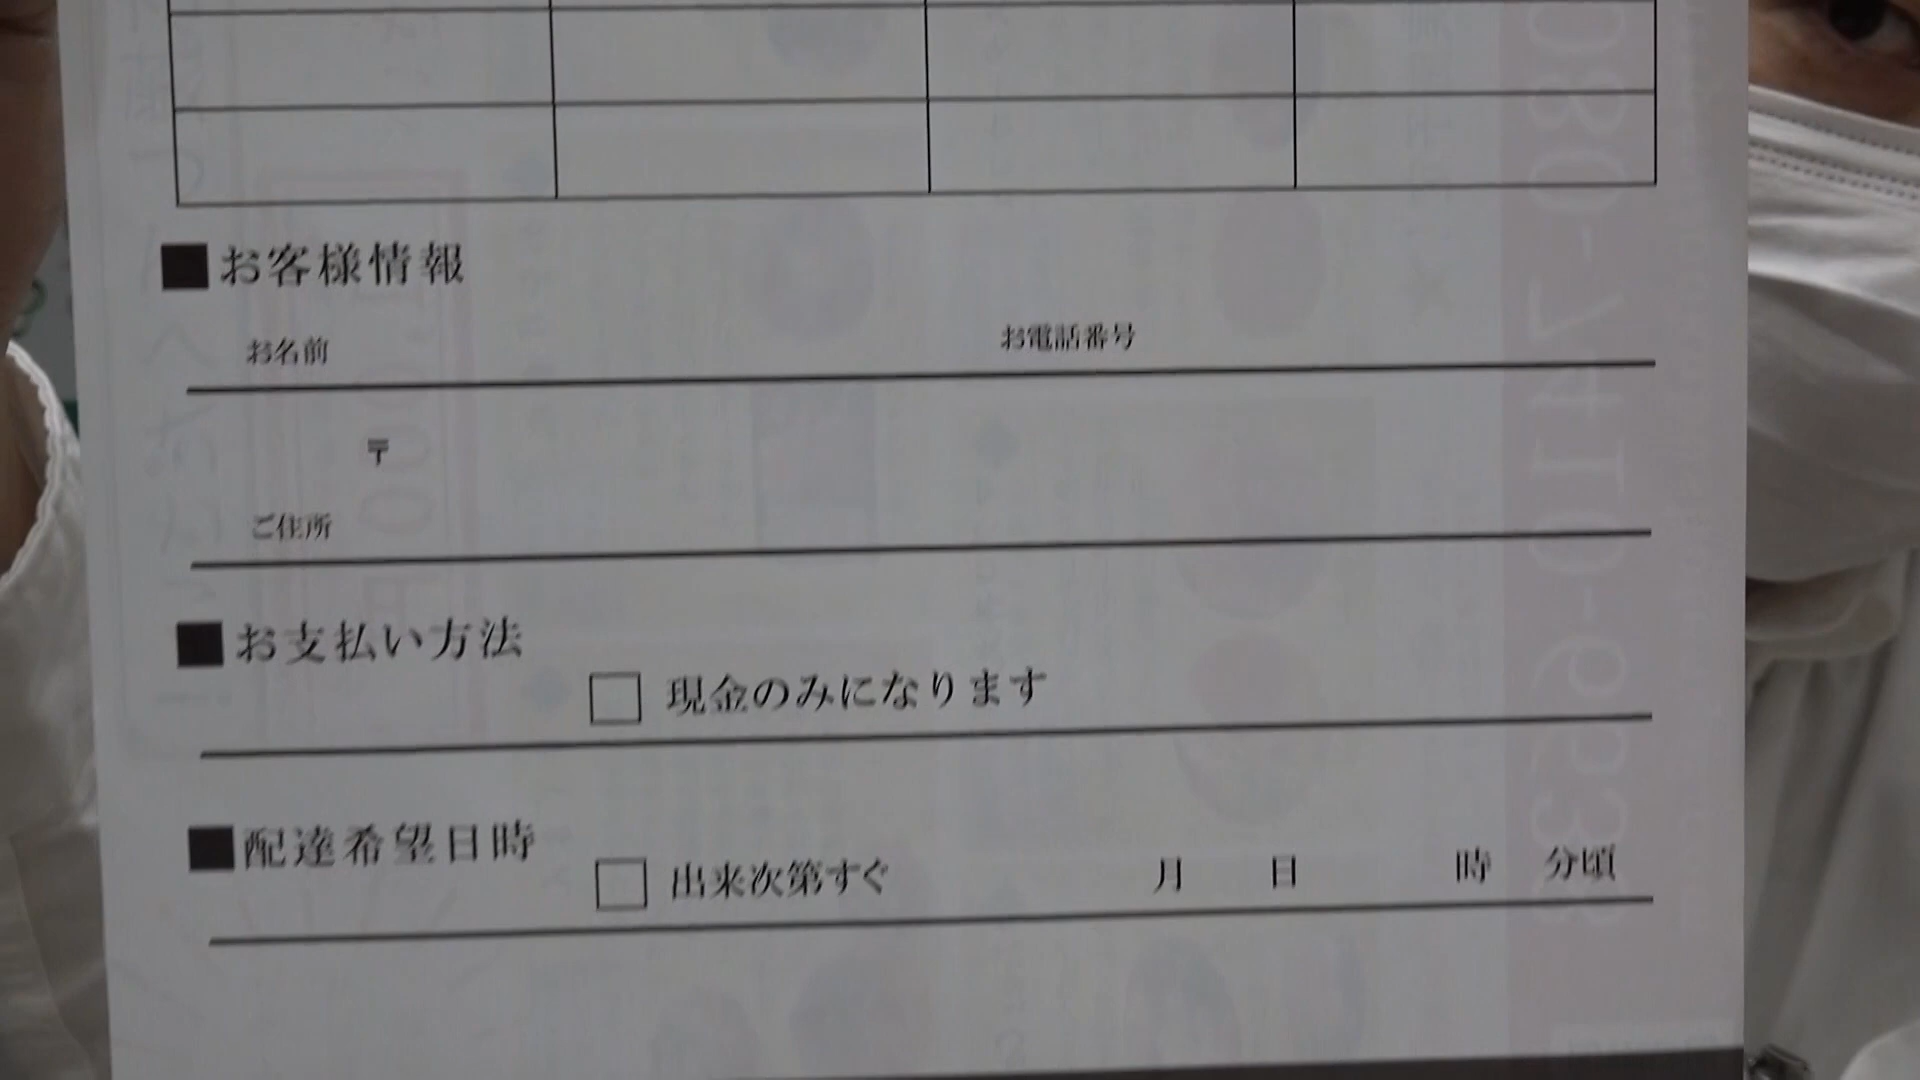 ■お客様情報
お名前 お電話番号
〒
ご住所
■お支払い方法
□ 現金のみになります
■配達希望日時
□ 出来次第すぐ 月 日 時 分頃